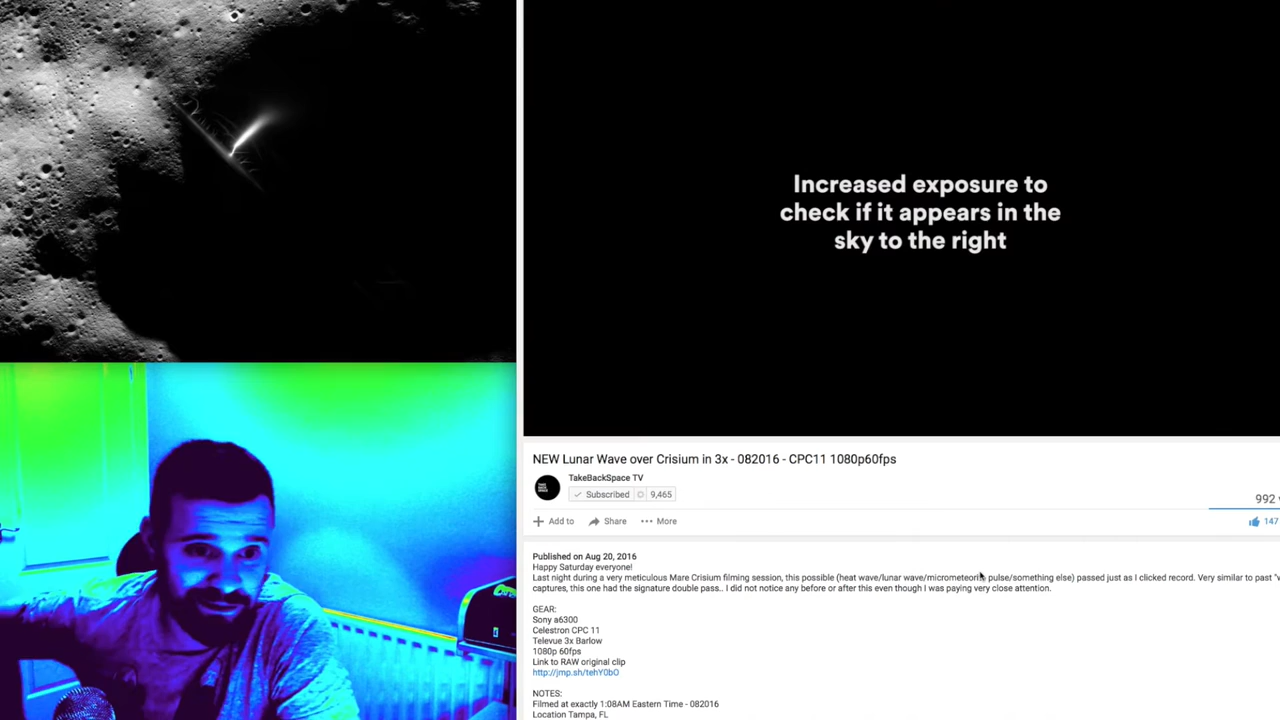 Increased exposure to
check if it appears in the
sky to the right
NEW Lunar Wave over Crisium in 3x - 082016 - CPC11 1080p60fps
TakeBackSpace TV
Subscribed 9,465
992
Add to Share More 147
Published on Aug 20, 2016
Happy Saturday everyone!
Last night during a very meticulous Mare Crisium filming session, this possible (heat wave/lunar wave/micrometeorite pulse/something else) passed just as I clicked record. Very similar to past
captures, this one had the signature double pass.. I did not notice any before or after this even though I was paying very close attention.
GEAR:
Sony a6300
Celestron CPC 11
Televue 3x Barlow
1080p 60fps
Link to RAW original clip
http://jmp.sh/tehY0bO
NOTES:
Filmed at exactly 1:08AM Eastern Time - 082016
Location Tampa, FL